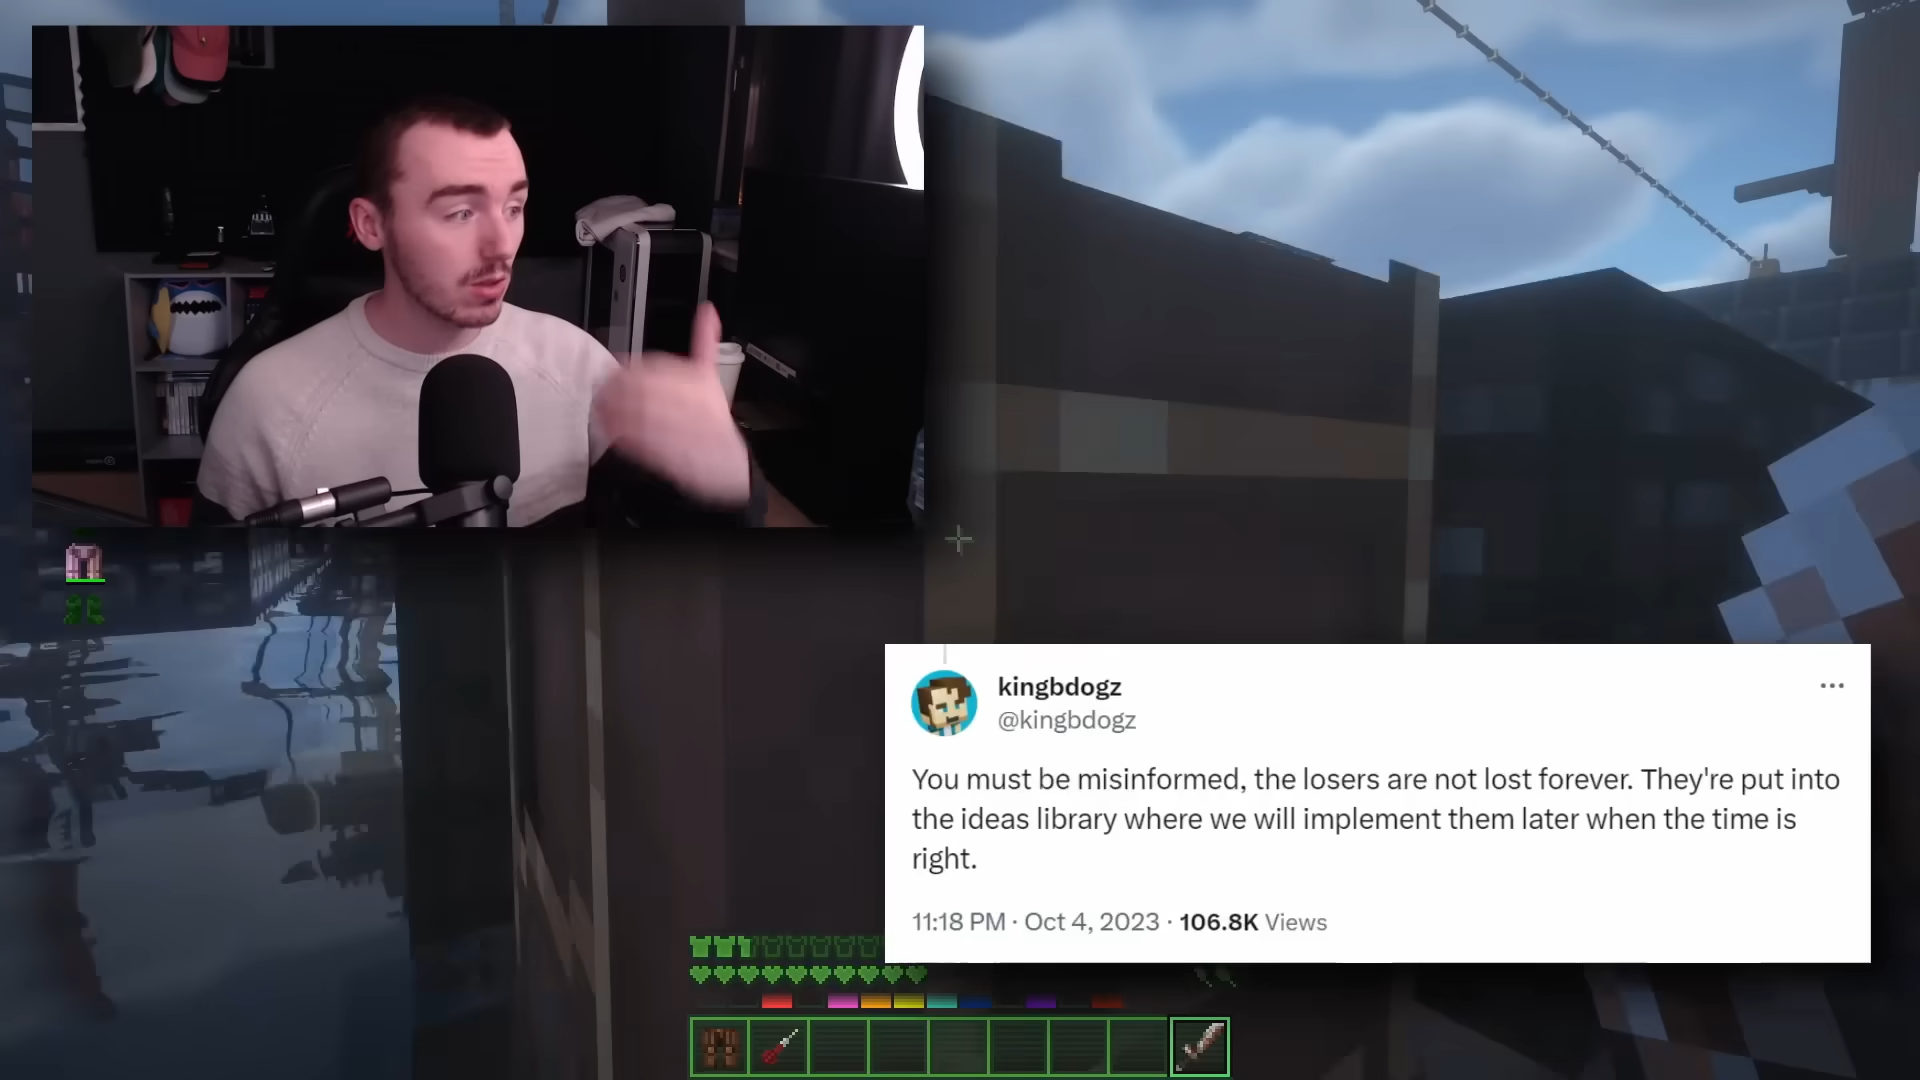 kingbdogz
@kingbdogz
You must be misinformed, the losers are not lost forever. They're put into
the ideas library where we will implement them later when the time is
right.
11:18 PM · Oct 4, 2023 · 106.8K Views